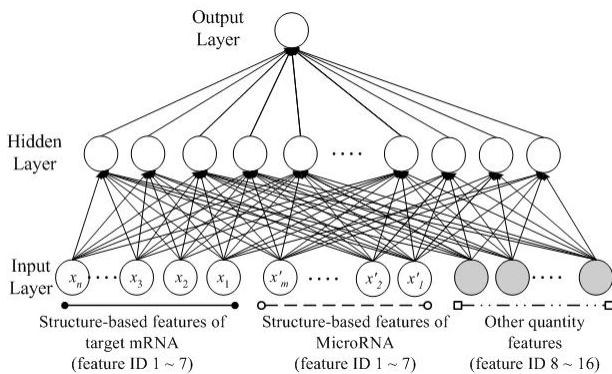 Output
Layer
Hidden
Layer
....
Input
Layer
xn .... x3 x2 x1 x'm .... x'2 x'1 ....
Structure-based features of
target mRNA
(feature ID 1 ~ 7)
Structure-based features of
MicroRNA
(feature ID 1 ~ 7)
Other quantity
features
(feature ID 8 ~ 16)